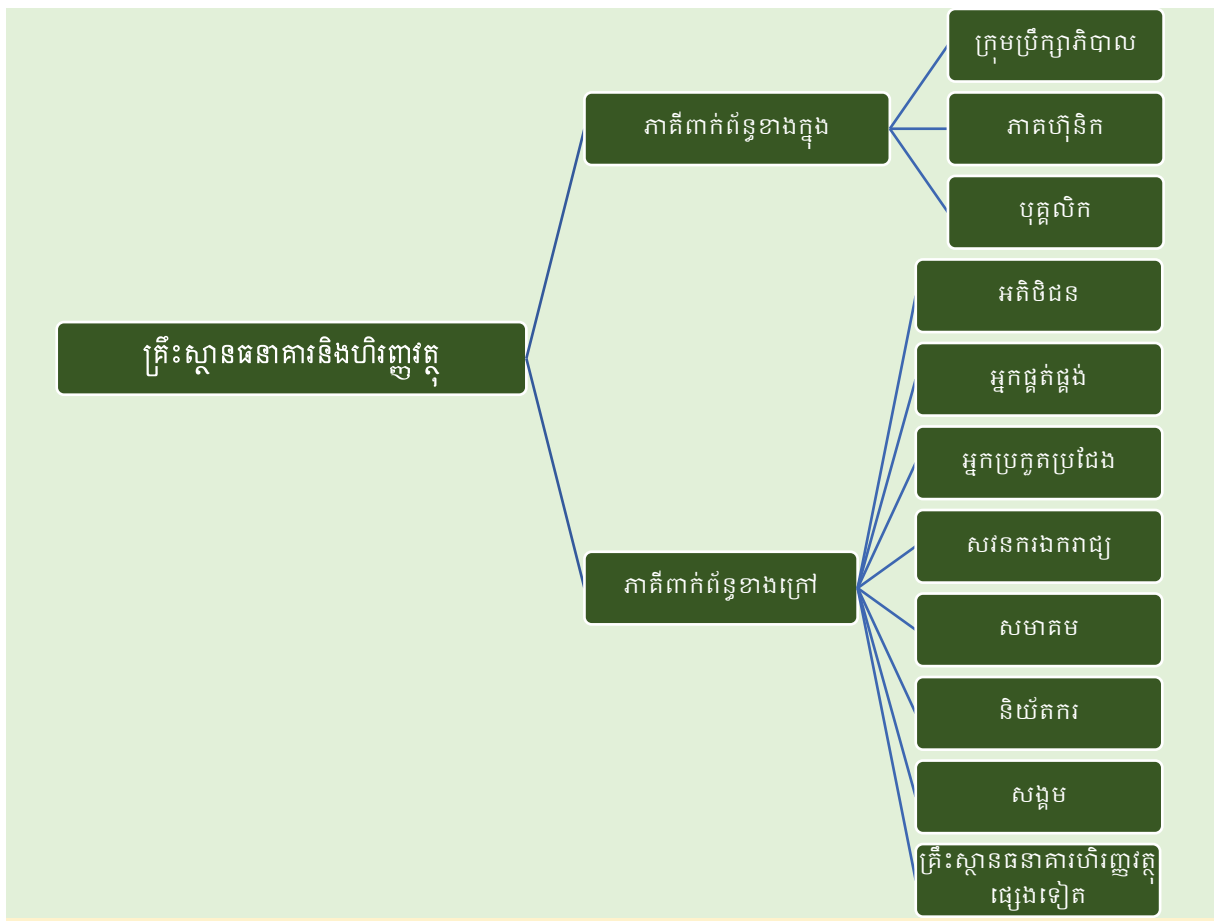 គ្រឹះស្ថានធនាគារនិងហិរញ្ញវត្ថុ
ភាគីពាក់ព័ន្ធខាងក្នុង
ក្រុមប្រឹក្សាភិបាល
ភាគហ៊ុនិក
បុគ្គលិក
ភាគីពាក់ព័ន្ធខាងក្រៅ
អតិថិជន
អ្នកផ្គត់ផ្គង់
អ្នកប្រកួតប្រជែង
សវនករឯករាជ្យ
សមាគម
និយ័តករ
សង្គម
គ្រឹះស្ថានធនាគារហិរញ្ញវត្ថុ
ផ្សេងទៀត